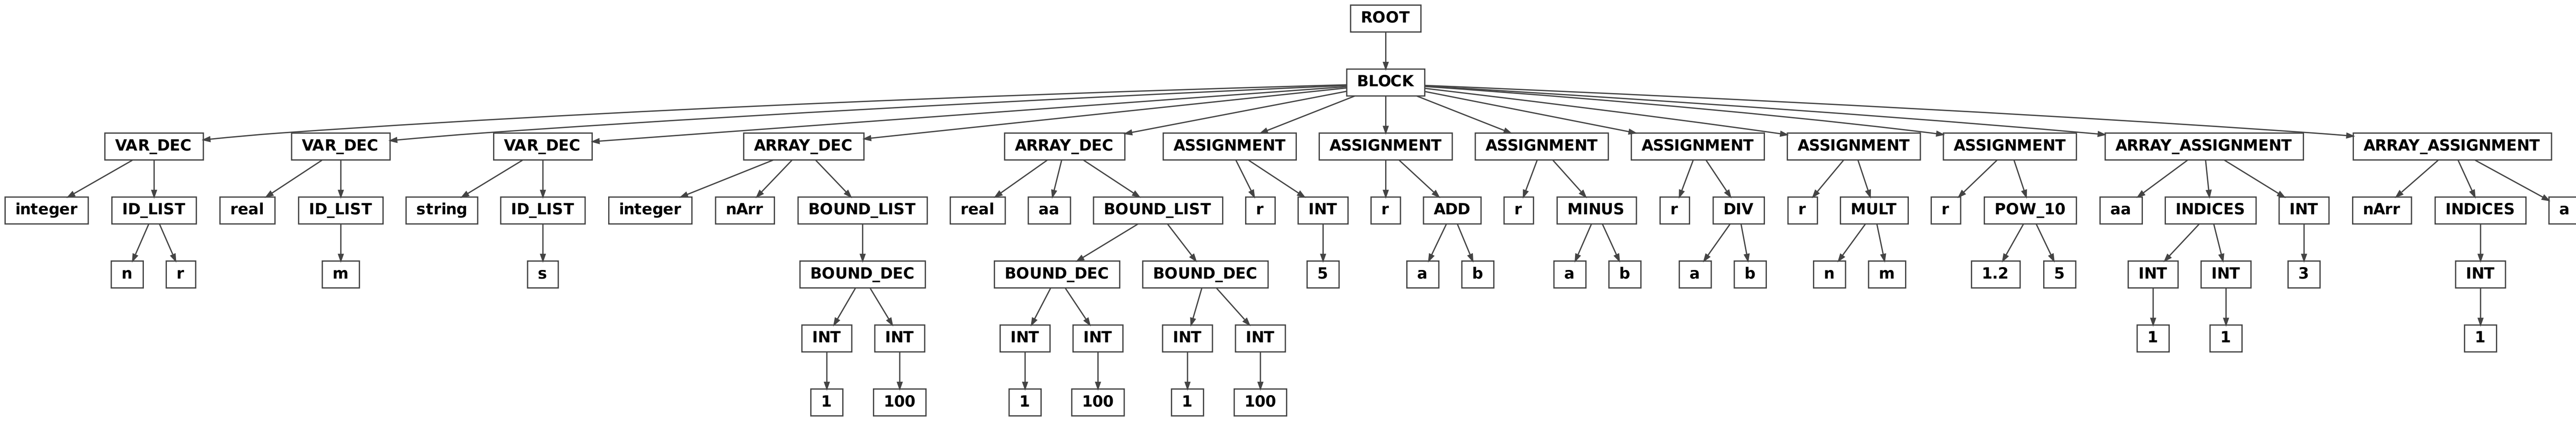 ROOT
BLOCK
VAR_DEC VAR_DEC VAR_DEC ARRAY_DEC ARRAY_DEC ASSIGNMENT ASSIGNMENT ASSIGNMENT ASSIGNMENT ASSIGNMENT ASSIGNMENT ARRAY_ASSIGNMENT ARRAY_ASSIGNMENT
integer ID_LIST real ID_LIST string ID_LIST integer nArr BOUND_LIST real aa BOUND_LIST r INT r ADD r MINUS r DIV r MULT r POW_10 aa INDICES INT nArr INDICES a
n r m s BOUND_DEC BOUND_DEC BOUND_DEC 5 a b a b a b n m 1.2 5 INT INT 3 INT
INT INT INT INT INT INT 1 1 1
1 100 1 100 1 100